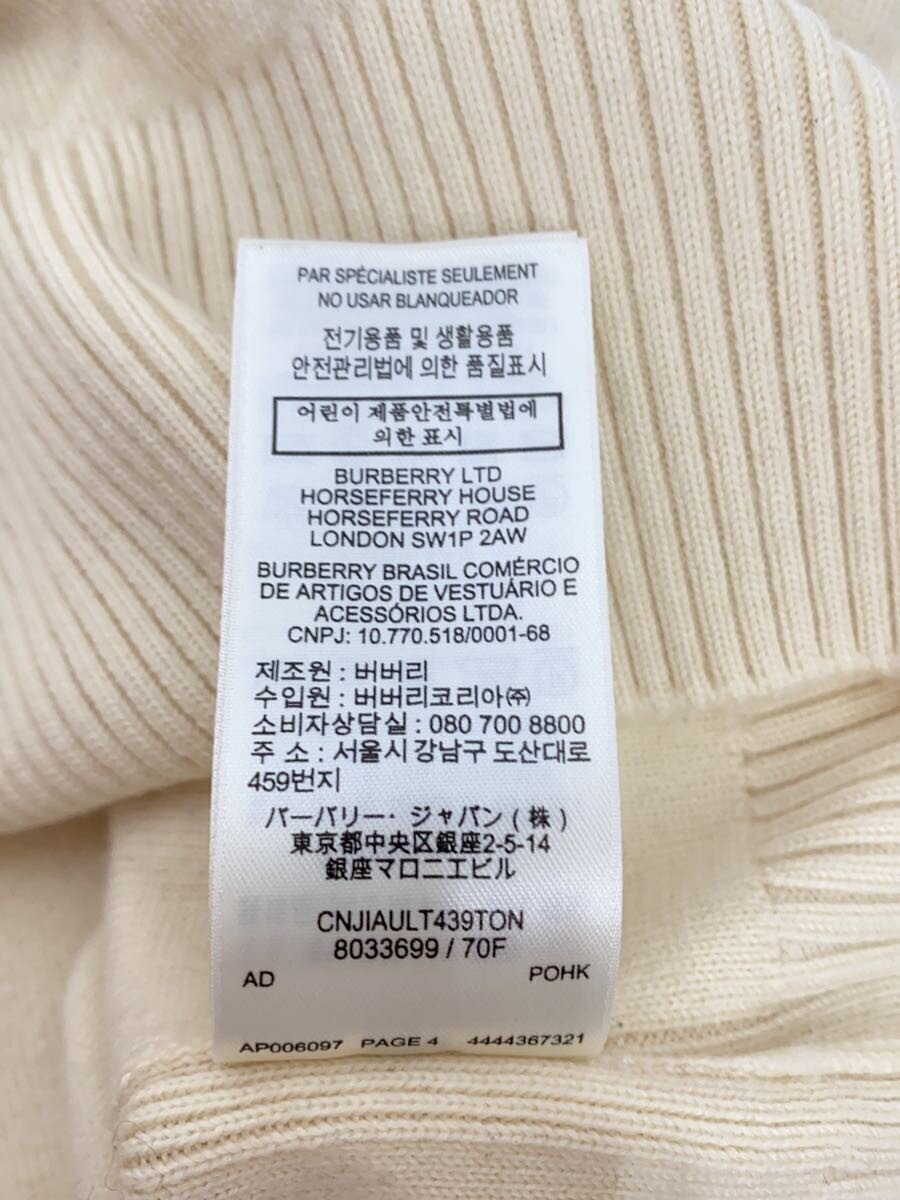 PAR SPÉCIALISTE SEULEMENT
NO USAR BLANQUEADOR
전기용품 및 생활용품
안전관리법에 의한 품질표시
어린이 제품안전특별법에
의한 표시
BURBERRY LTD
HORSEFERRY HOUSE
HORSEFERRY ROAD
LONDON SW1P 2AW
BURBERRY BRASIL COMÉRCIO
DE ARTIGOS DE VESTUÁRIO E
ACESSÓRIOS LTDA.
CNPJ: 10.770.518/0001-68
제조원 : 버버리
수입원 : 버버리코리아㈜
소비자상담실 : 080 700 8800
주 소 : 서울시 강남구 도산대로
459번지
バーバリー・ジャパン(株)
東京都中央区銀座2-5-14
銀座マロニエビル
CNJIAULT439TON
8033699 / 70F
AD POHK
AP006097 PAGE 4 4444367321